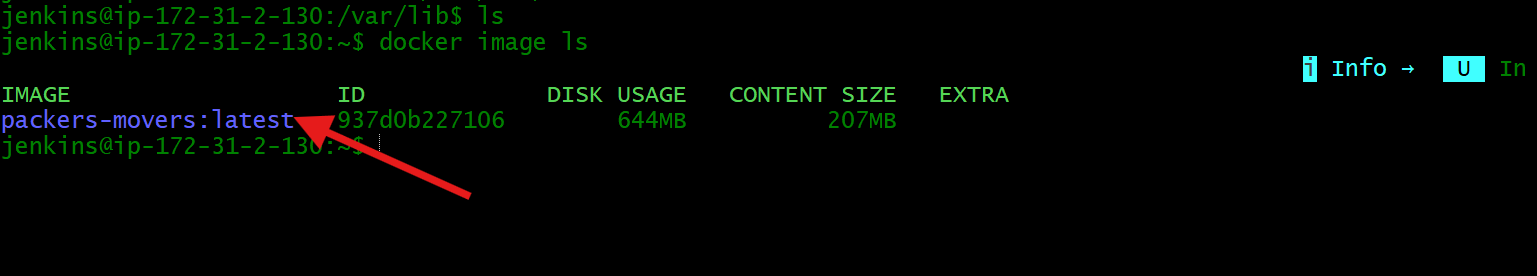 jenkins@ip-172-31-2-130:/var/lib$ ls
jenkins@ip-172-31-2-130:~$ docker image ls
i Info → U In
IMAGE ID DISK USAGE CONTENT SIZE EXTRA
packers-movers:latest 937d0b227106 644MB 207MB
jenkins@ip-172-31-2-130:~$